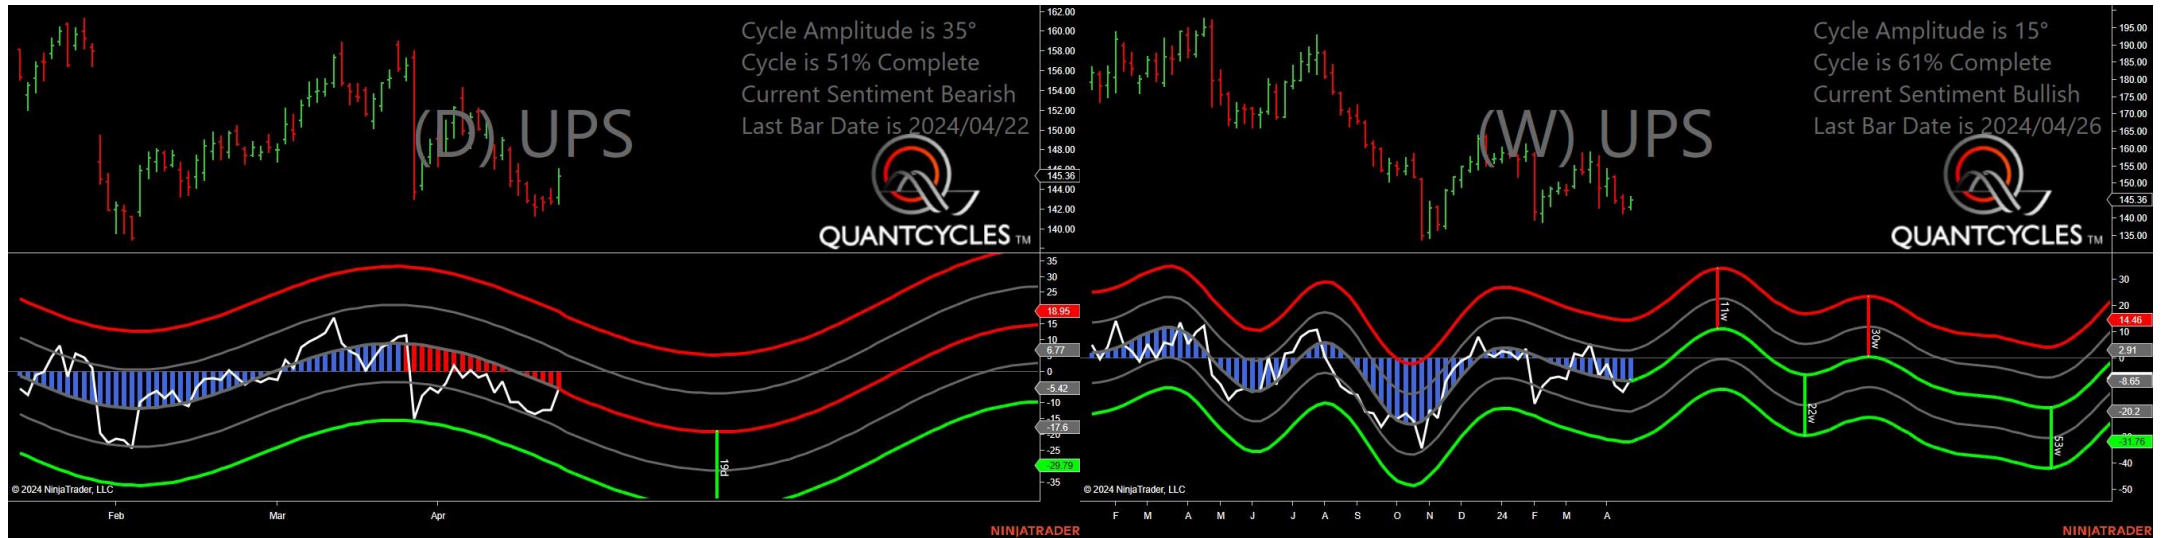 Cycle Amplitude is 35°
Cycle is 51% Complete
Current Sentiment Bearish
Last Bar Date is 2024/04/22
(D) UPS
QUANTCYCLES TM
162.00
160.00
158.00
156.00
154.00
152.00
150.00
148.00
145.36
144.00
142.00
140.00
35
30
25
18.95
15
10
6.77
0
-5.42
-10
-15
-17.6
-20
-25
-29.79
-35
19d
© 2024 NinjaTrader, LLC
Feb
Mar
Apr
NINJATRADER
Cycle Amplitude is 15°
Cycle is 61% Complete
Current Sentiment Bullish
Last Bar Date is 2024/04/26
(W) UPS
QUANTCYCLES TM
195.00
190.00
185.00
180.00
175.00
170.00
165.00
160.00
155.00
150.00
145.36
140.00
135.00
30
20
14.46
10
2.91
0
-8.65
-20.2
-31.76
-40
-50
11w
22w
30w
53w
© 2024 NinjaTrader, LLC
F M A M J J A S O N D 24 F M A
NINJATRADER